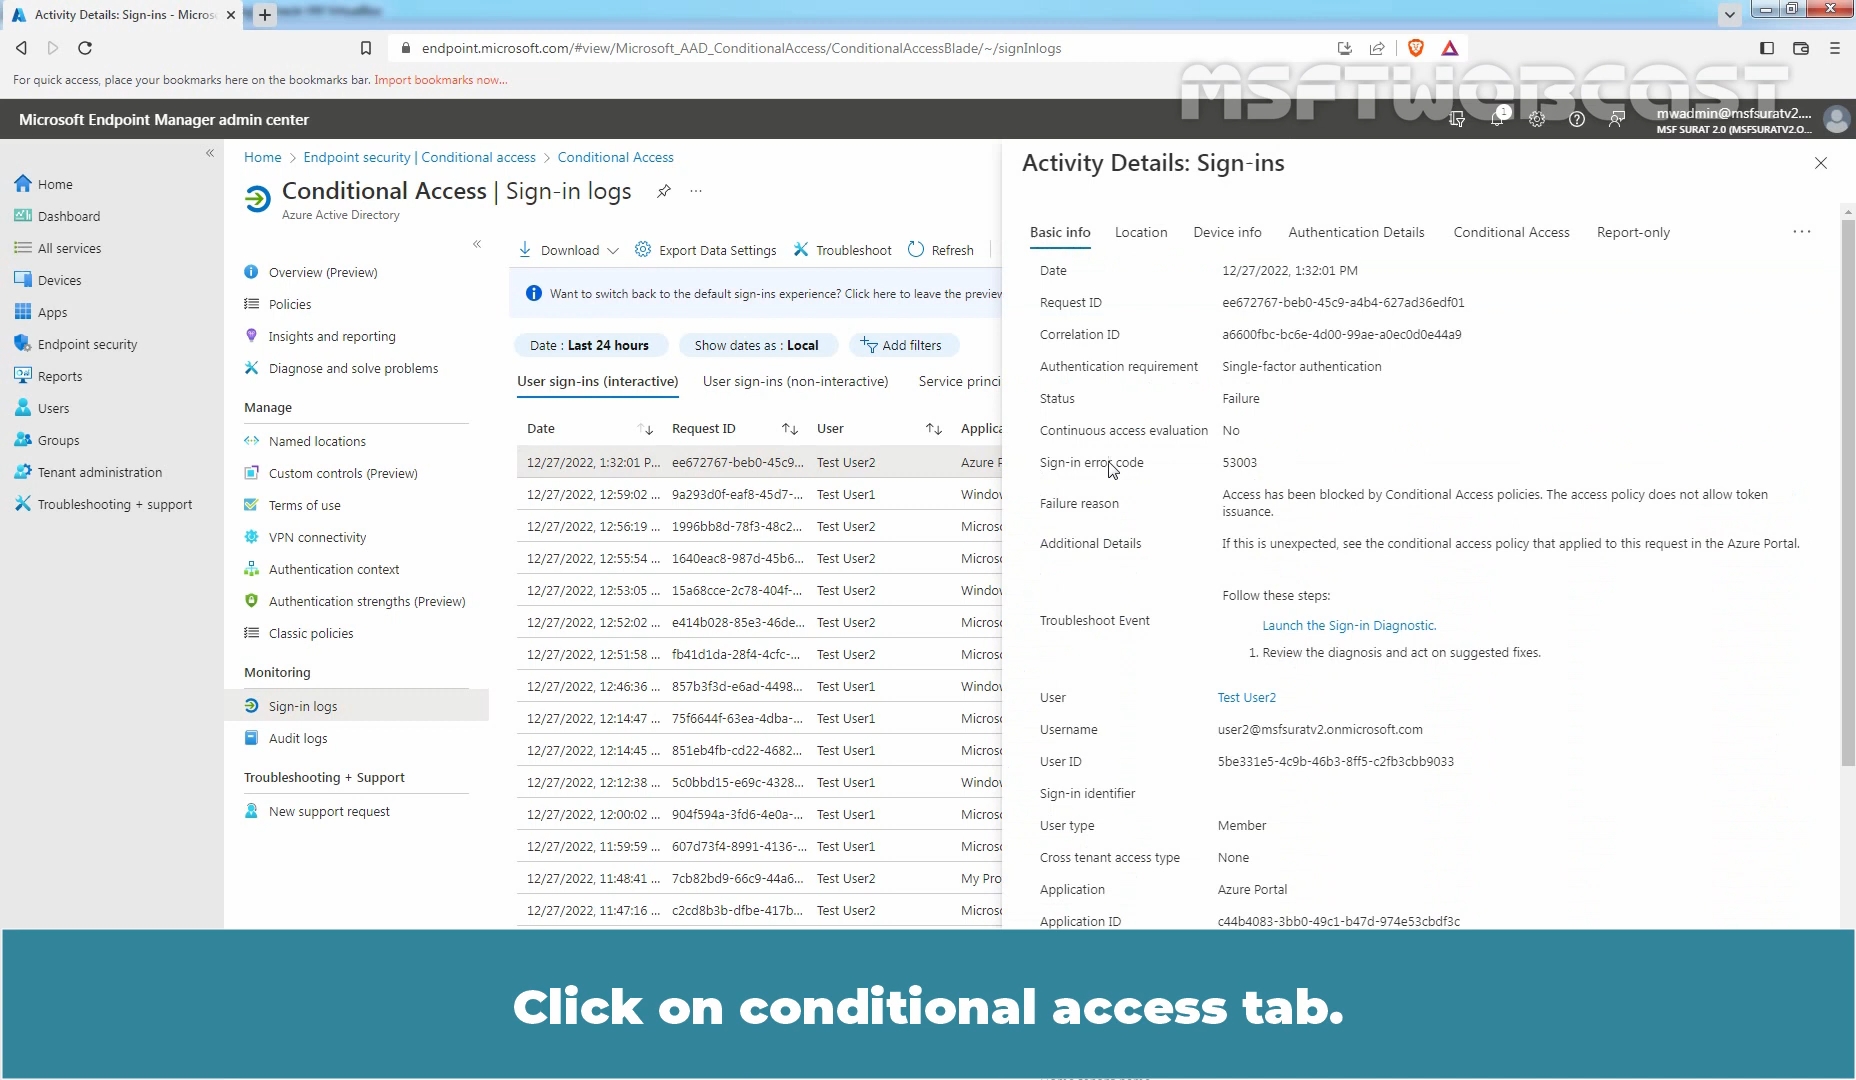 Activity Details: Sign-ins - Micros
endpoint.microsoft.com/#view/Microsoft_AAD_ConditionalAccess/ConditionalAccessBlade/~/signInlogs
For quick access, place your bookmarks here on the bookmarks bar. Import bookmarks now...
MSFTWEBCAST
Microsoft Endpoint Manager admin center
1
mwadmin@msfsuratv2....
MSF SURAT 2.0 (MSFSURATV2.O...
Home
Dashboard
All services
Devices
Apps
Endpoint security
Reports
Users
Groups
Tenant administration
Troubleshooting + support
Home > Endpoint security | Conditional access > Conditional Access
Conditional Access | Sign-in logs
Azure Active Directory
Overview (Preview)
Policies
Insights and reporting
Diagnose and solve problems
Manage
Named locations
Custom controls (Preview)
Terms of use
VPN connectivity
Authentication context
Authentication strengths (Preview)
Classic policies
Monitoring
Sign-in logs
Audit logs
Troubleshooting + Support
New support request
Download Export Data Settings Troubleshoot Refresh
Want to switch back to the default sign-ins experience? Click here to leave the preview
Date : Last 24 hours Show dates as : Local Add filters
User sign-ins (interactive) User sign-ins (non-interactive) Service princi
Date Request ID User Applica
12/27/2022, 1:32:01 P... ee672767-beb0-45c9... Test User2 Azure P
12/27/2022, 12:59:02 ... 9a293d0f-eaf8-45d7-... Test User1 Window
12/27/2022, 12:56:19 ... 1996bb8d-78f3-48c2... Test User2 Microso
12/27/2022, 12:55:54 ... 1640eac8-987d-45b6... Test User2 Microso
12/27/2022, 12:53:05 ... 15a68cce-2c78-404f-... Test User2 Window
12/27/2022, 12:52:02 ... e414b028-85e3-46de... Test User2 Microso
12/27/2022, 12:51:58 ... fb41d1da-28f4-4cfc-... Test User2 Microso
12/27/2022, 12:46:36 ... 857b3f3d-e6ad-4498... Test User1 Window
12/27/2022, 12:14:47 ... 75f6644f-63ea-4dba-... Test User1 Microso
12/27/2022, 12:14:45 ... 851eb4fb-cd22-4682... Test User1 Microso
12/27/2022, 12:12:38 ... 5c0bbd15-e69c-4328... Test User1 Window
12/27/2022, 12:00:02 ... 904f594a-3fd6-4e0a-... Test User1 Microso
12/27/2022, 11:59:59 ... 607d73f4-8991-4136-... Test User1 Microso
12/27/2022, 11:48:41 ... 7cb82bd9-66c9-44a6... Test User2 My Pro
12/27/2022, 11:47:16 ... c2cd8b3b-dfbe-417b... Test User2 Microso
Activity Details: Sign-ins
Basic info Location Device info Authentication Details Conditional Access Report-only ...
Date 12/27/2022, 1:32:01 PM
Request ID ee672767-beb0-45c9-a4b4-627ad36edf01
Correlation ID a6600fbc-bc6e-4d00-99ae-a0ec0d0e44a9
Authentication requirement Single-factor authentication
Status Failure
Continuous access evaluation No
Sign-in error code 53003
Failure reason Access has been blocked by Conditional Access policies. The access policy does not allow token
issuance.
Additional Details If this is unexpected, see the conditional access policy that applied to this request in the Azure Portal.
Follow these steps:
Troubleshoot Event
Launch the Sign-in Diagnostic.
1. Review the diagnosis and act on suggested fixes.
User Test User2
Username user2@msfsuratv2.onmicrosoft.com
User ID 5be331e5-4c9b-46b3-8ff5-c2fb3cbb9033
Sign-in identifier
User type Member
Cross tenant access type None
Application Azure Portal
Application ID c44b4083-3bb0-49c1-b47d-974e53cbdf3c
Click on conditional access tab.